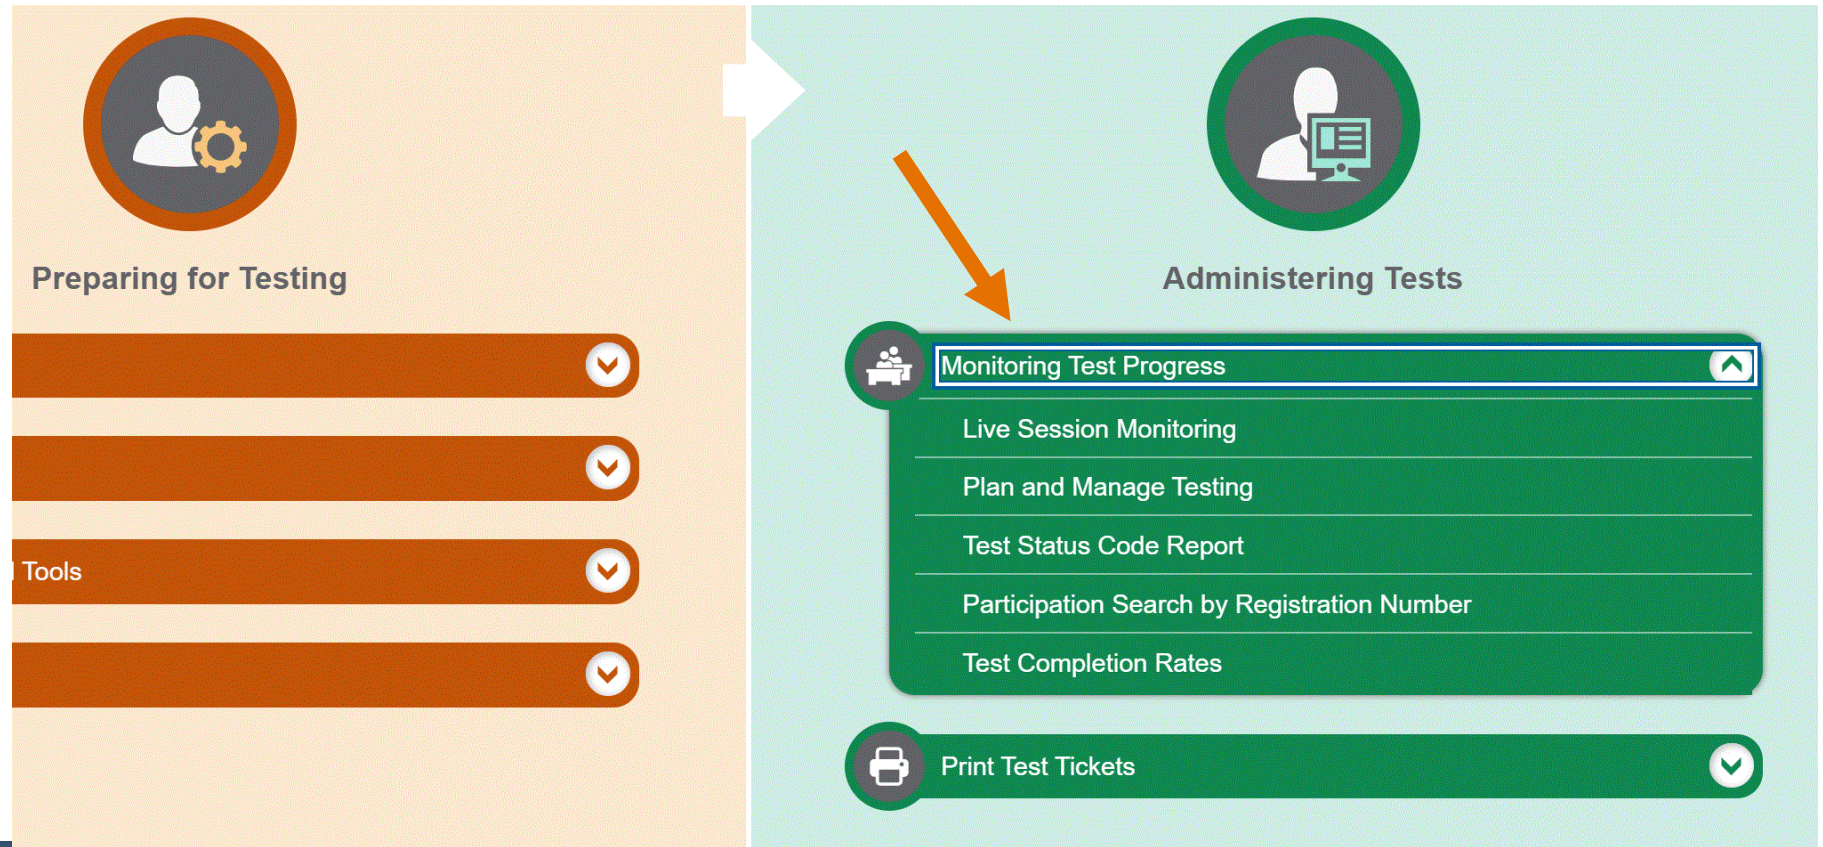 Preparing for Testing
Tools
Administering Tests
Monitoring Test Progress
Live Session Monitoring
Plan and Manage Testing
Test Status Code Report
Participation Search by Registration Number
Test Completion Rates
Print Test Tickets